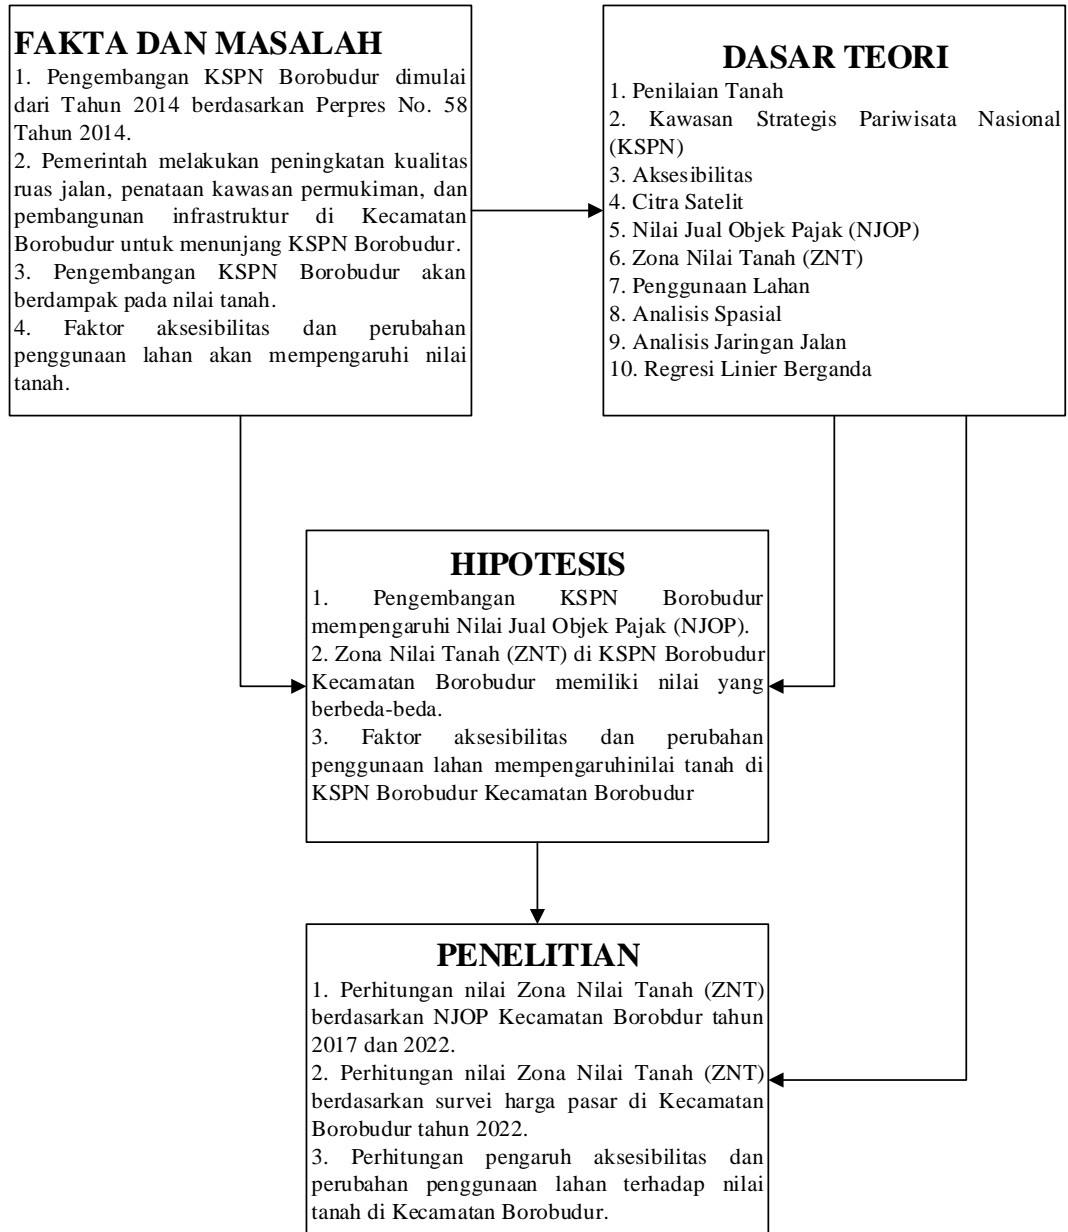 FAKTA DAN MASALAH
1. Pengembangan KSPN Borobudur dimulai
dari Tahun 2014 berdasarkan Perpres No. 58
Tahun 2014.
2. Pemerintah melakukan peningkatan kualitas
ruas jalan, penataan kawasan permukiman, dan
pembangunan infrastruktur di Kecamatan
Borobudur untuk menunjang KSPN Borobudur.
3. Pengembangan KSPN Borobudur akan
berdampak pada nilai tanah.
4. Faktor aksesibilitas dan perubahan
penggunaan lahan akan mempengaruhi nilai
tanah.
DASAR TEORI
1. Penilaian Tanah
2. Kawasan Strategis Pariwisata Nasional
(KSPN)
3. Aksesibilitas
4. Citra Satelit
5. Nilai Jual Objek Pajak (NJOP)
6. Zona Nilai Tanah (ZNT)
7. Penggunaan Lahan
8. Analisis Spasial
9. Analisis Jaringan Jalan
10. Regresi Linier Berganda
HIPOTESIS
1. Pengembangan KSPN Borobudur
mempengaruhi Nilai Jual Objek Pajak (NJOP).
2. Zona Nilai Tanah (ZNT) di KSPN Borobudur
Kecamatan Borobudur memiliki nilai yang
berbeda-beda.
3. Faktor aksesibilitas dan perubahan
penggunaan lahan mempengaruhinilai tanah di
KSPN Borobudur Kecamatan Borobudur
PENELITIAN
1. Perhitungan nilai Zona Nilai Tanah (ZNT)
berdasarkan NJOP Kecamatan Borobdur tahun
2017 dan 2022.
2. Perhitungan nilai Zona Nilai Tanah (ZNT)
berdasarkan survei harga pasar di Kecamatan
Borobudur tahun 2022.
3. Perhitungan pengaruh aksesibilitas dan
perubahan penggunaan lahan terhadap nilai
tanah di Kecamatan Borobudur.